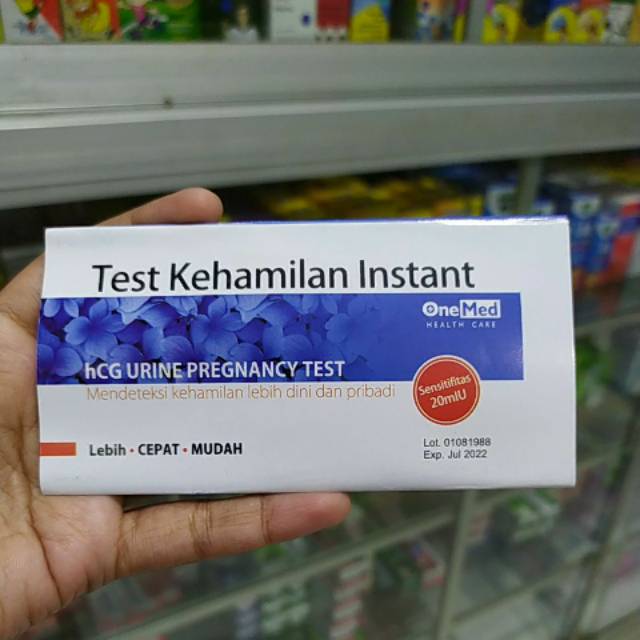 Test Kehamilan Instant
OneMed
HEALTH CARE
hCG URINE PREGNANCY TEST
Mendeteksi kehamilan lebih dini dan pribadi
Sensitifitas
20mIU
Lebih • CEPAT • MUDAH
Lot. 01081988
Exp. Jul 2022